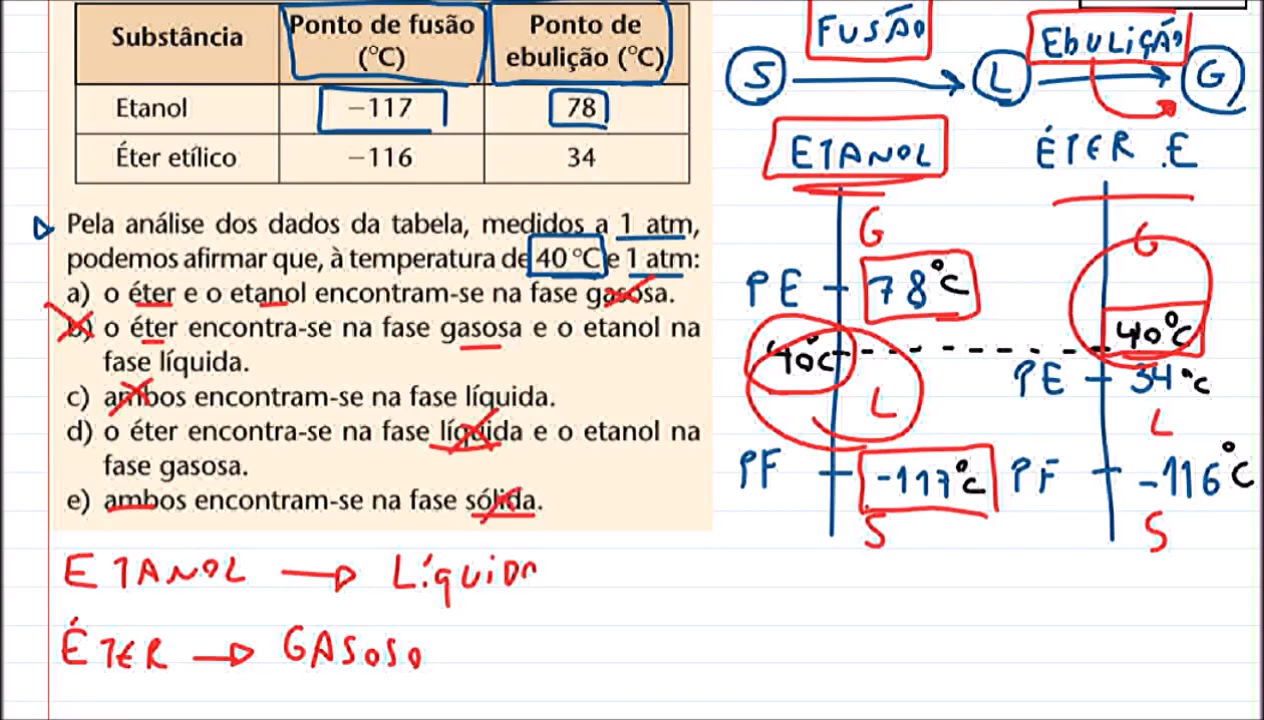 Substância Ponto de fusão (°C) Ponto de ebulição (°C)
Etanol −117 78
Éter etílico −116 34
Pela análise dos dados da tabela, medidos a 1 atm,
podemos afirmar que, à temperatura de 40 °C e 1 atm:
a) o éter e o etanol encontram-se na fase gasosa.
b) o éter encontra-se na fase gasosa e o etanol na
fase líquida.
c) ambos encontram-se na fase líquida.
d) o éter encontra-se na fase líquida e o etanol na
fase gasosa.
e) ambos encontram-se na fase sólida.
ETANOL → LíquiDo
ÉTER → GASOSO
FUSÃO EbULIÇÃO
S L G
ETANOL
G
PE 78°C
40°C
L
PF -117°C
S
ÉTER E
G
40°C
PE 34°C
L
PF -116°C
S